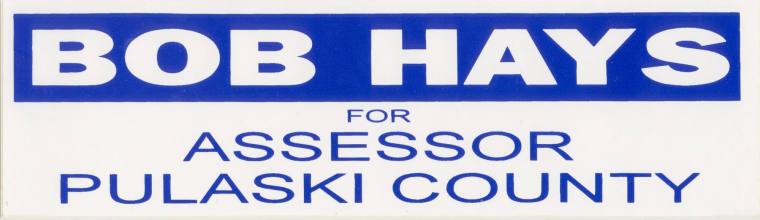 BOB HAYS
FOR
ASSESSOR
PULASKI COUNTY